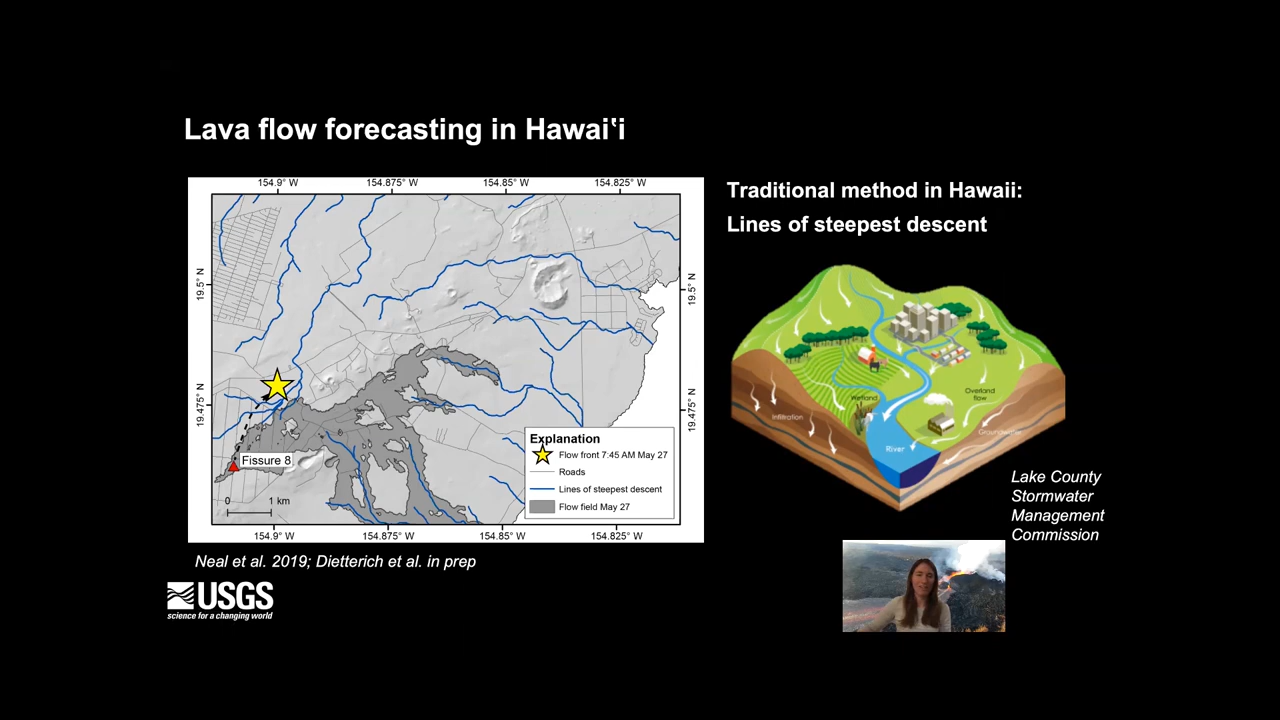 Lava flow forecasting in Hawaiʻi
154.9° W
154.875° W
154.85° W
154.825° W
19.5° N
19.5° N
19.475° N
19.475° N
Fissure 8
0
1 km
Explanation
Flow front 7:45 AM May 27
Roads
Lines of steepest descent
Flow field May 27
154.9° W
154.875° W
154.85° W
154.825° W
Neal et al. 2019; Dietterich et al. in prep
USGS
science for a changing world
Traditional method in Hawaii:
Lines of steepest descent
Wetland
Overland
flow
Infiltration
Groundwater
River
Lake County
Stormwater
Management
Commission